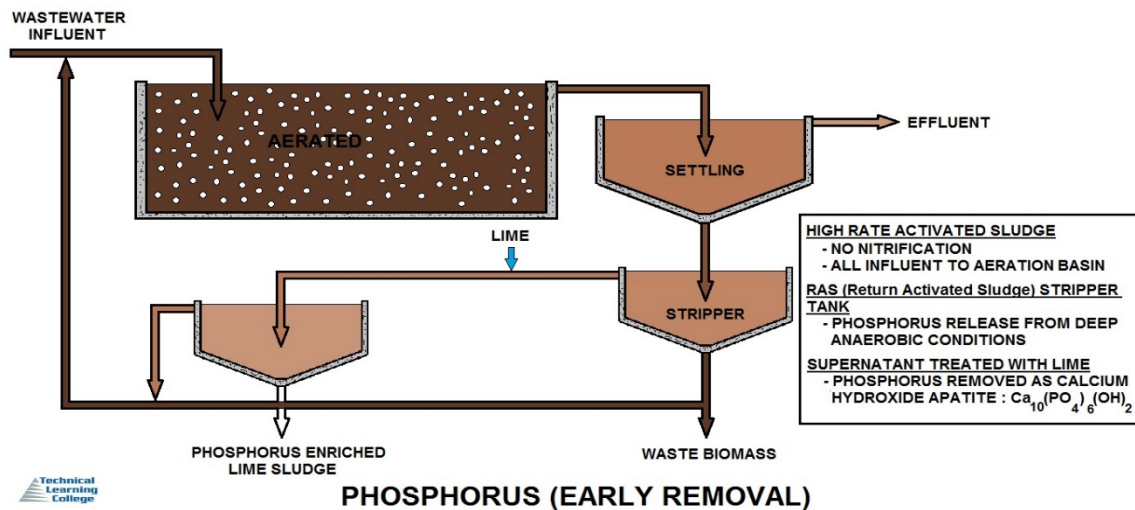 WASTEWATER
INFLUENT
AERATED
SETTLING
EFFLUENT
LIME
STRIPPER
HIGH RATE ACTIVATED SLUDGE
- NO NITRIFICATION
- ALL INFLUENT TO AERATION BASIN
RAS (Return Activated Sludge) STRIPPER
TANK
- PHOSPHORUS RELEASE FROM DEEP
ANAEROBIC CONDITIONS
SUPERNATANT TREATED WITH LIME
- PHOSPHORUS REMOVED AS CALCIUM
HYDROXIDE APATITE : Ca10(PO4)6(OH)2
PHOSPHORUS ENRICHED
LIME SLUDGE
WASTE BIOMASS
Technical
Learning
College
PHOSPHORUS (EARLY REMOVAL)